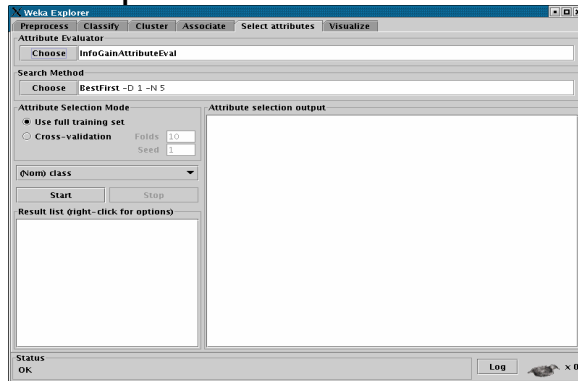 Weka Explorer
Preprocess Classify Cluster Associate Select attributes Visualize
Attribute Evaluator
Choose InfoGainAttributeEval
Search Method
Choose BestFirst -D 1 -N 5
Attribute Selection Mode
Use full training set
Cross-validation Folds 10
Seed 1
(Nom) class
Start Stop
Result list (right-click for options)
Attribute selection output
Status
OK
Log x 0